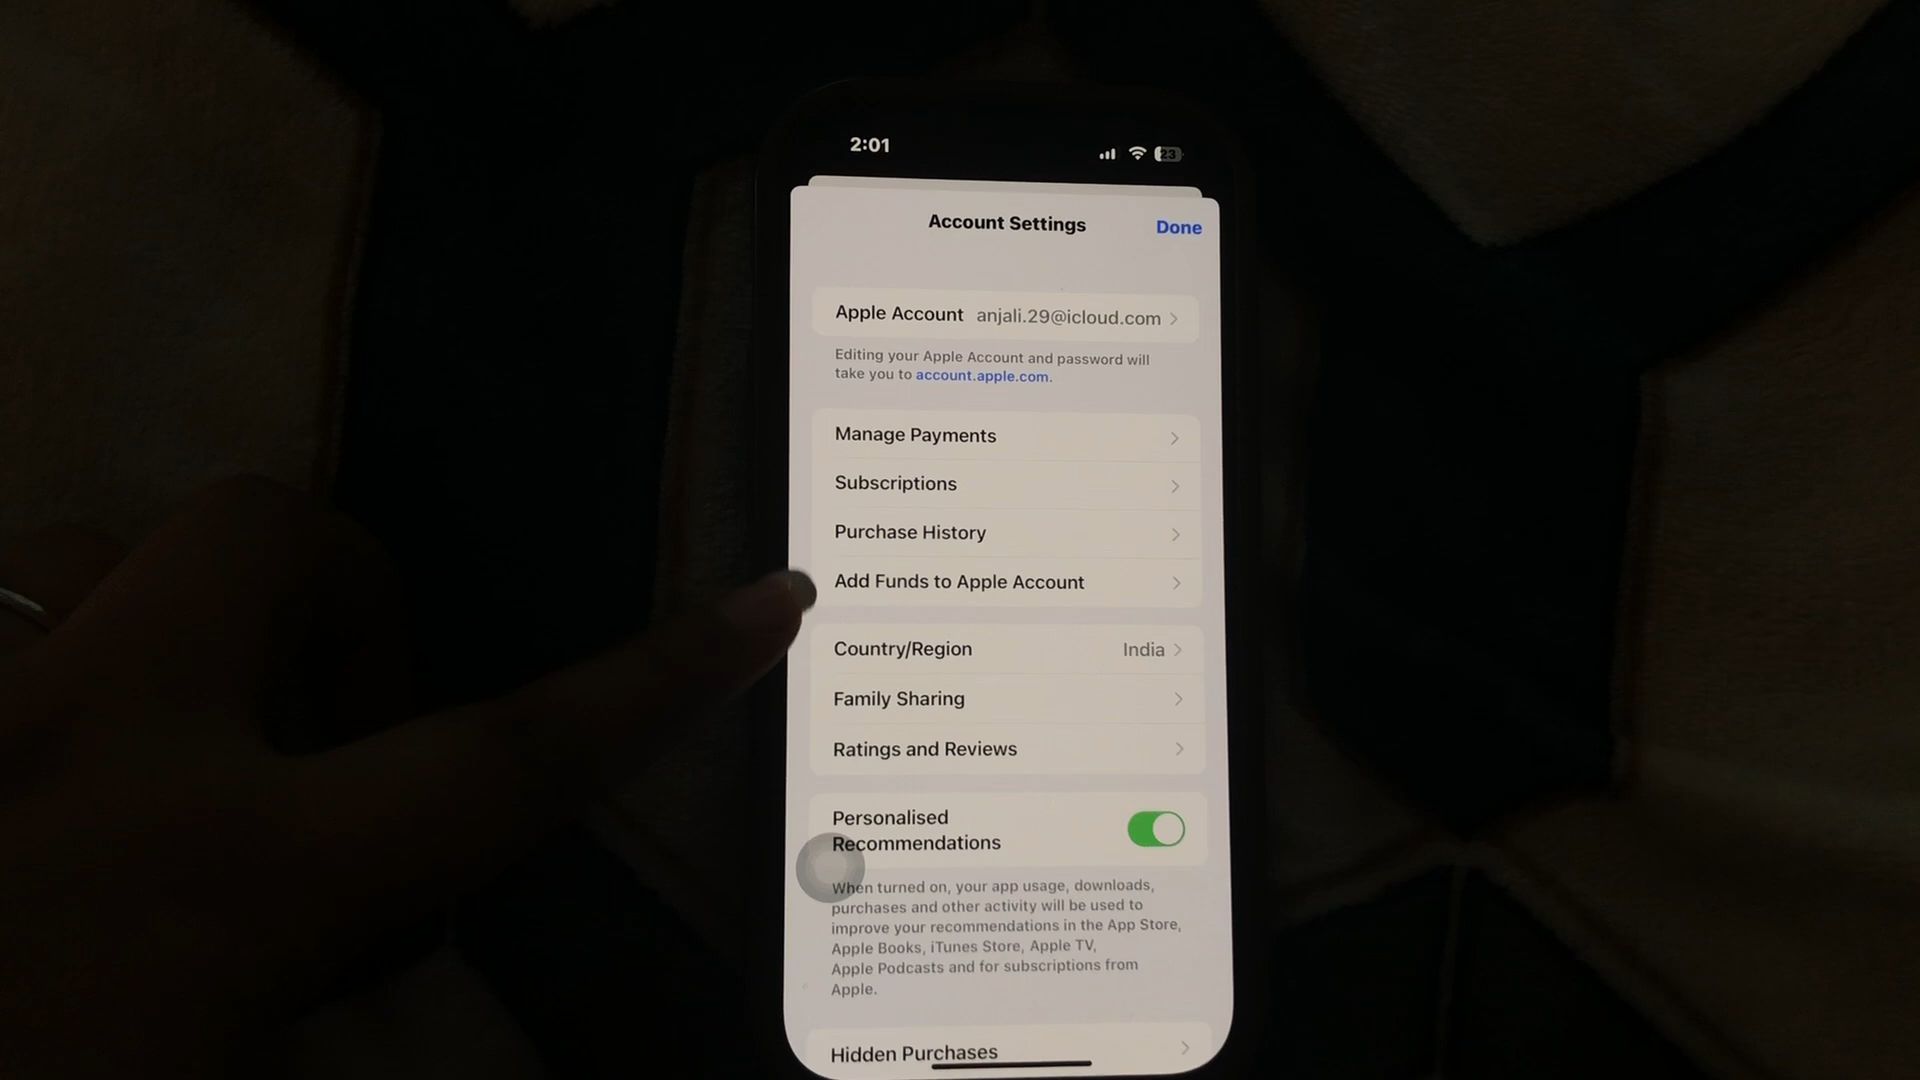 2:01
23
Account Settings
Done
Apple Account anjali.29@icloud.com
Editing your Apple Account and password will
take you to account.apple.com.
Manage Payments
Subscriptions
Purchase History
Add Funds to Apple Account
Country/Region India
Family Sharing
Ratings and Reviews
Personalised
Recommendations
When turned on, your app usage, downloads,
purchases and other activity will be used to
improve your recommendations in the App Store,
Apple Books, iTunes Store, Apple TV,
Apple Podcasts and for subscriptions from
Apple.
Hidden Purchases